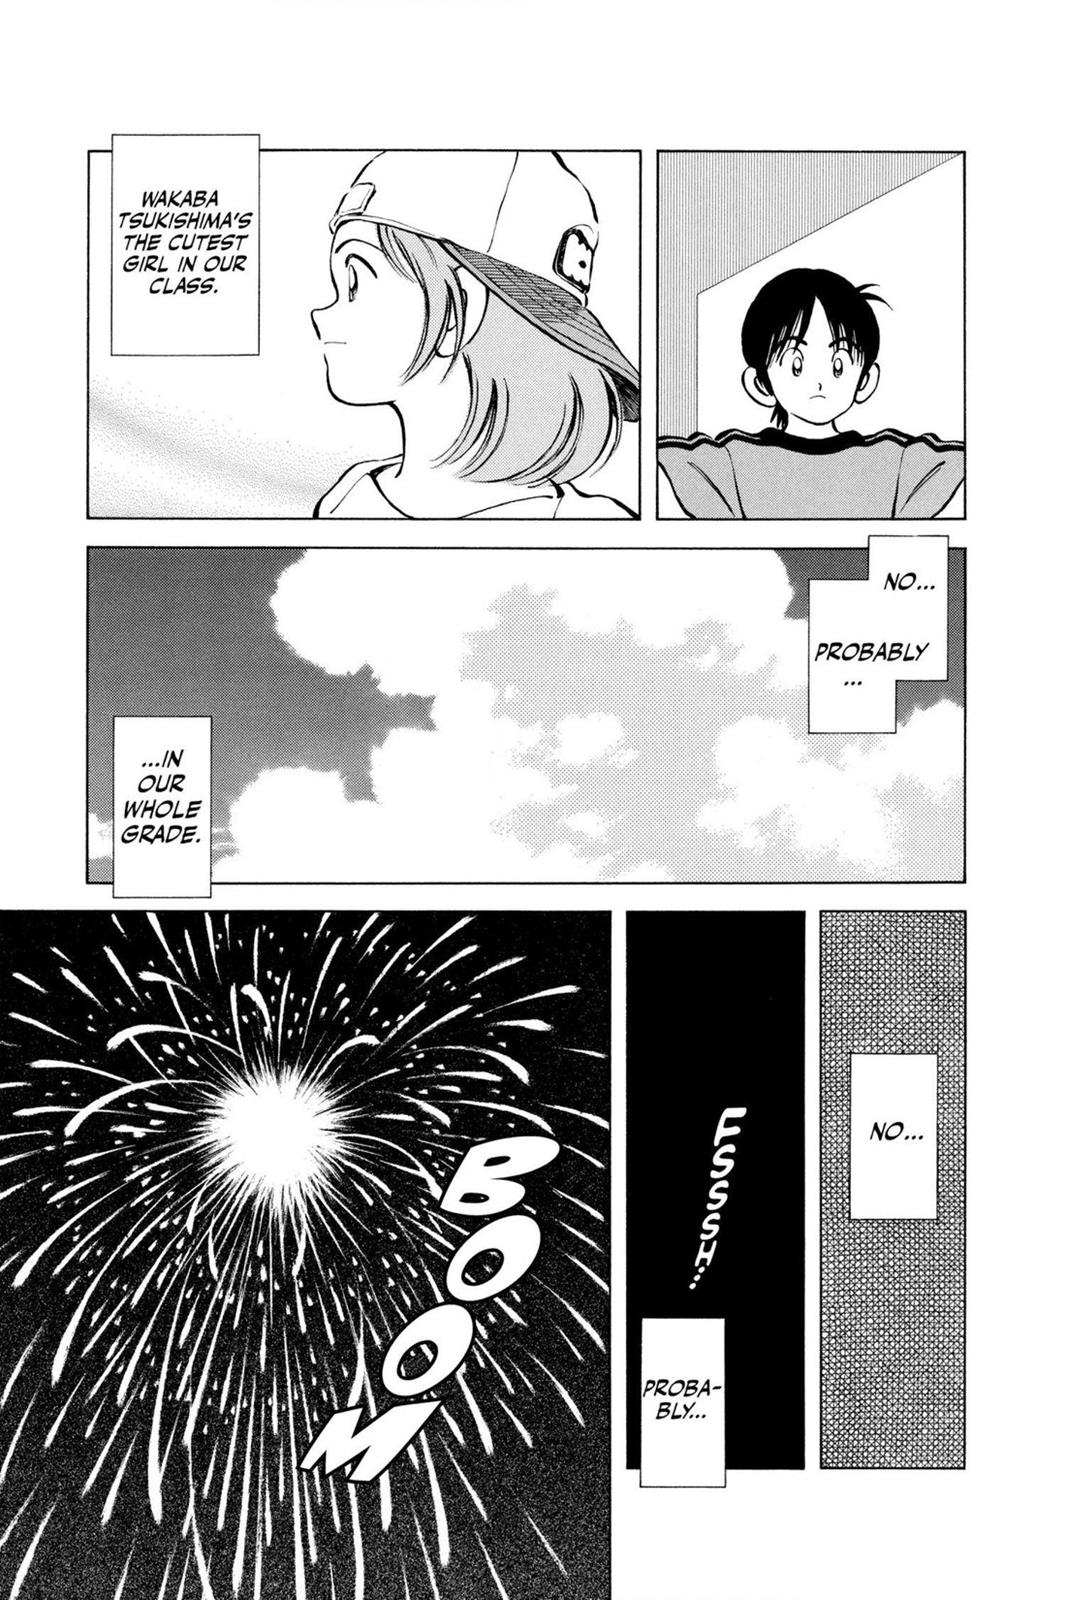 WAKABA
TSUKISHIMA'S
THE CUTEST
GIRL IN OUR
CLASS.
NO...
PROBABLY
...
...IN
OUR
WHOLE
GRADE.
NO...
FSSSH...
PROBA-
BLY...
BOOM